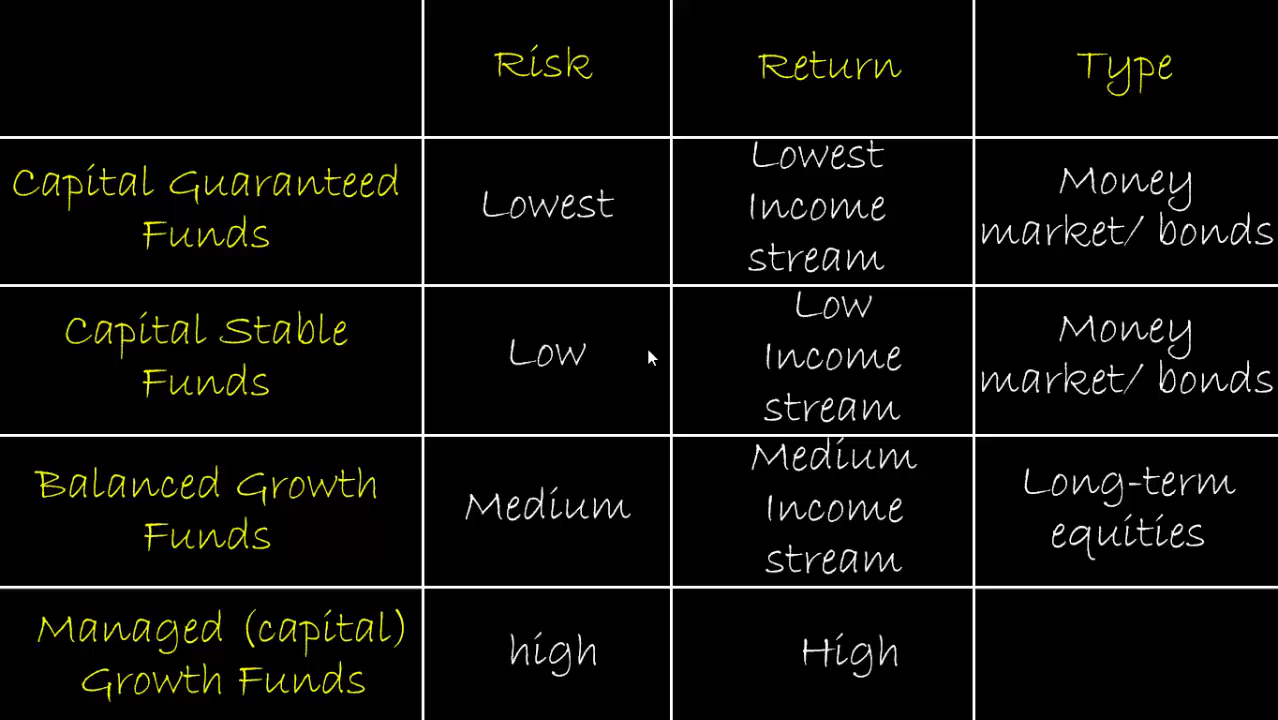 Risk
Return
Type
Capital Guaranteed
Funds
Lowest
Lowest
Income
stream
Money
market/ bonds
Capital Stable
Funds
Low
Low
Income
stream
Money
market/ bonds
Balanced Growth
Funds
Medium
Medium
Income
stream
Long-term
equities
Managed (capital)
Growth Funds
high
High